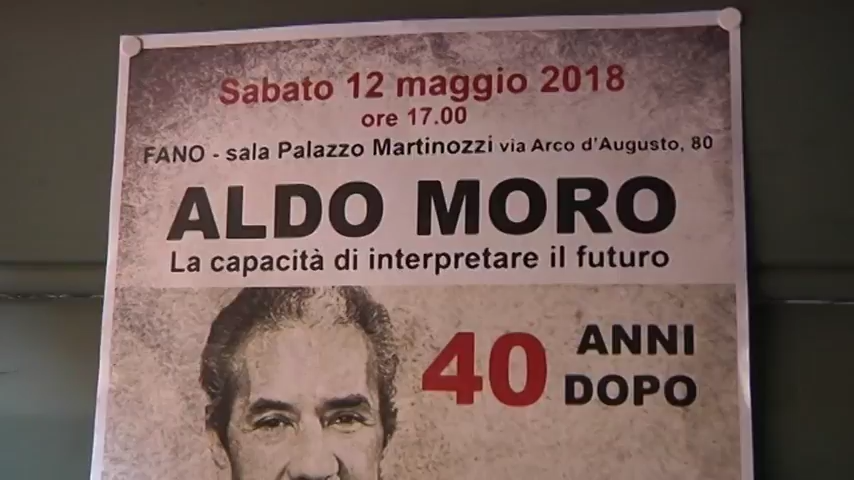 Sabato 12 maggio 2018
ore 17.00
FANO - sala Palazzo Martinozzi via Arco d'Augusto, 80
ALDO MORO
La capacità di interpretare il futuro
40 ANNI
DOPO